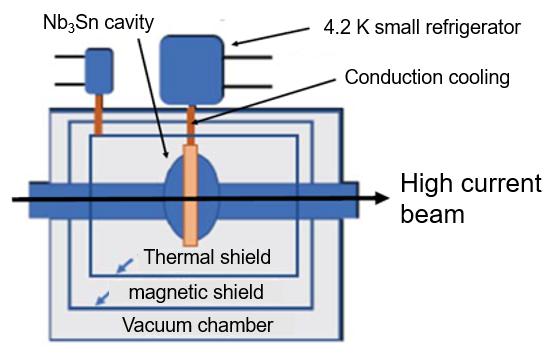 Nb₃Sn cavity
4.2 K small refrigerator
Conduction cooling
High current
beam
Thermal shield
magnetic shield
Vacuum chamber